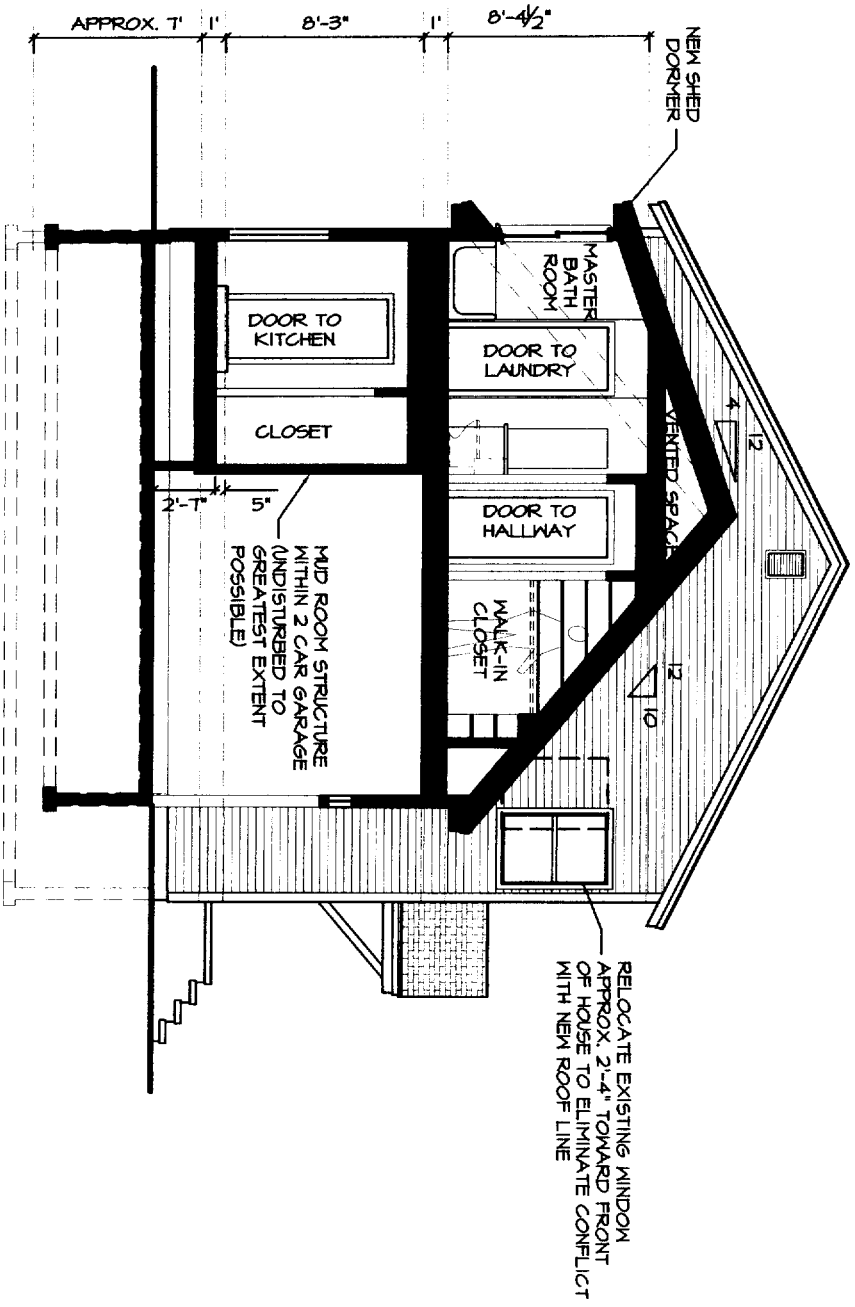 APPROX. 7'
1'
8'-3"
1'
8'-4½"
NEW SHED
DORMER
MASTER
BATH
ROOM
DOOR TO
KITCHEN
DOOR TO
LAUNDRY
CLOSET
VENTED SPACE
4
12
DOOR TO
HALLWAY
WALK-IN
CLOSET
12
10
2'-7"
5"
MUD ROOM STRUCTURE
WITHIN 2 CAR GARAGE
(UNDISTURBED TO
GREATEST EXTENT
POSSIBLE)
RELOCATE EXISTING WINDOW
APPROX. 2'-4" TOWARD FRONT
OF HOUSE TO ELIMINATE CONFLICT
WITH NEW ROOF LINE